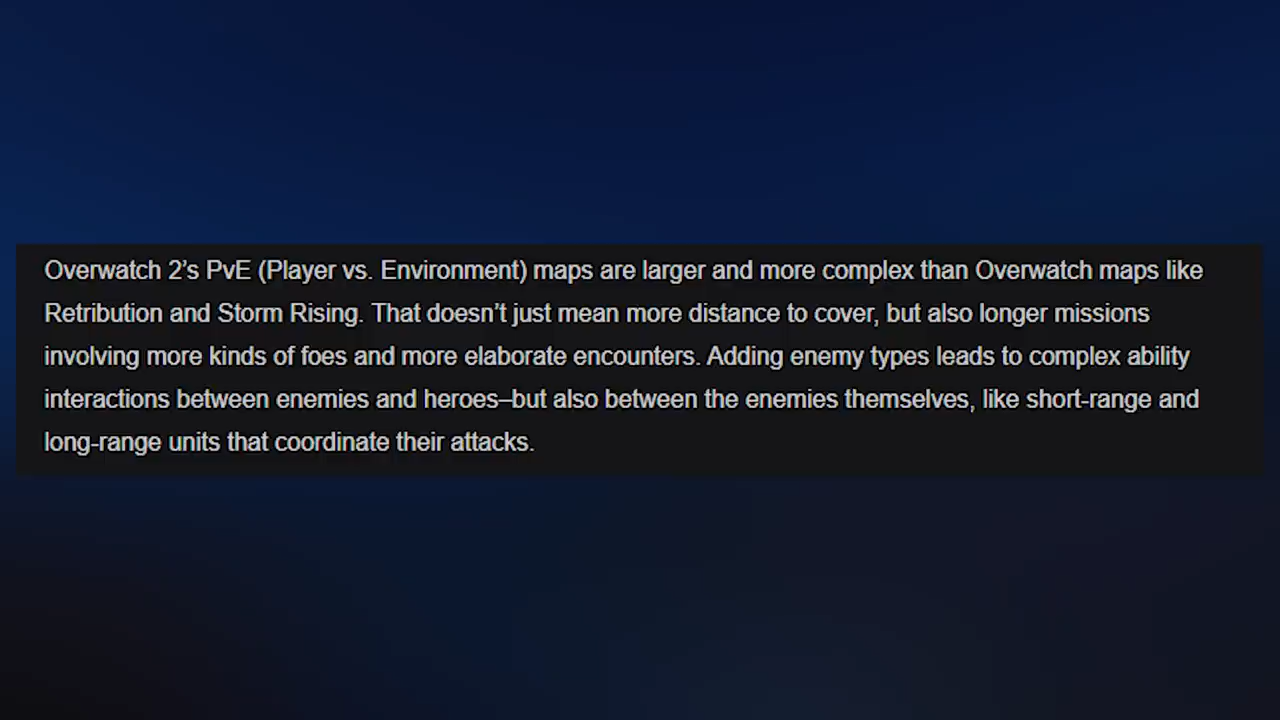 Overwatch 2’s PvE (Player vs. Environment) maps are larger and more complex than Overwatch maps like
Retribution and Storm Rising. That doesn’t just mean more distance to cover, but also longer missions
involving more kinds of foes and more elaborate encounters. Adding enemy types leads to complex ability
interactions between enemies and heroes–but also between the enemies themselves, like short-range and
long-range units that coordinate their attacks.